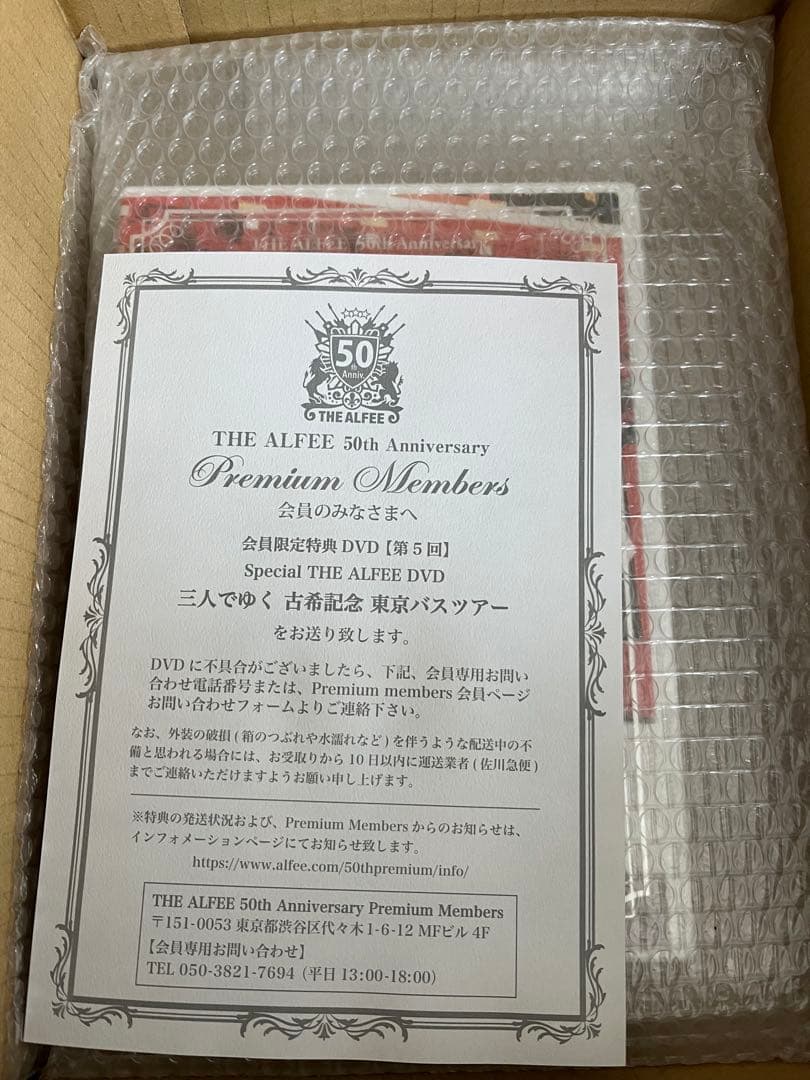 THE ALFEE 50th Anniversary
50
th
Anniv.
THE ALFEE
THE ALFEE 50th Anniversary
Premium Members
会員のみなさまへ
会員限定特典 DVD【第5回】
Special THE ALFEE DVD
三人でゆく 古希記念 東京バスツアー
をお送り致します。
DVDに不具合がございましたら、下記、会員専用お問い
合わせ電話番号または、Premium members 会員ページ
お問い合わせフォームよりご連絡下さい。
なお、外装の破損(箱のつぶれや水濡れなど)を伴うような配送中の不
備と思われる場合には、お受取りから10日以内に運送業者(佐川急便)
までご連絡いただけますようお願い申し上げます。
※特典の発送状況および、Premium Membersからのお知らせは、
インフォメーションページにてお知らせ致します。
https://www.alfee.com/50thpremium/info/
THE ALFEE 50th Anniversary Premium Members
〒151-0053 東京都渋谷区代々木1-6-12 MFビル 4F
【会員専用お問い合わせ】
TEL 050-3821-7694(平日13:00-18:00)